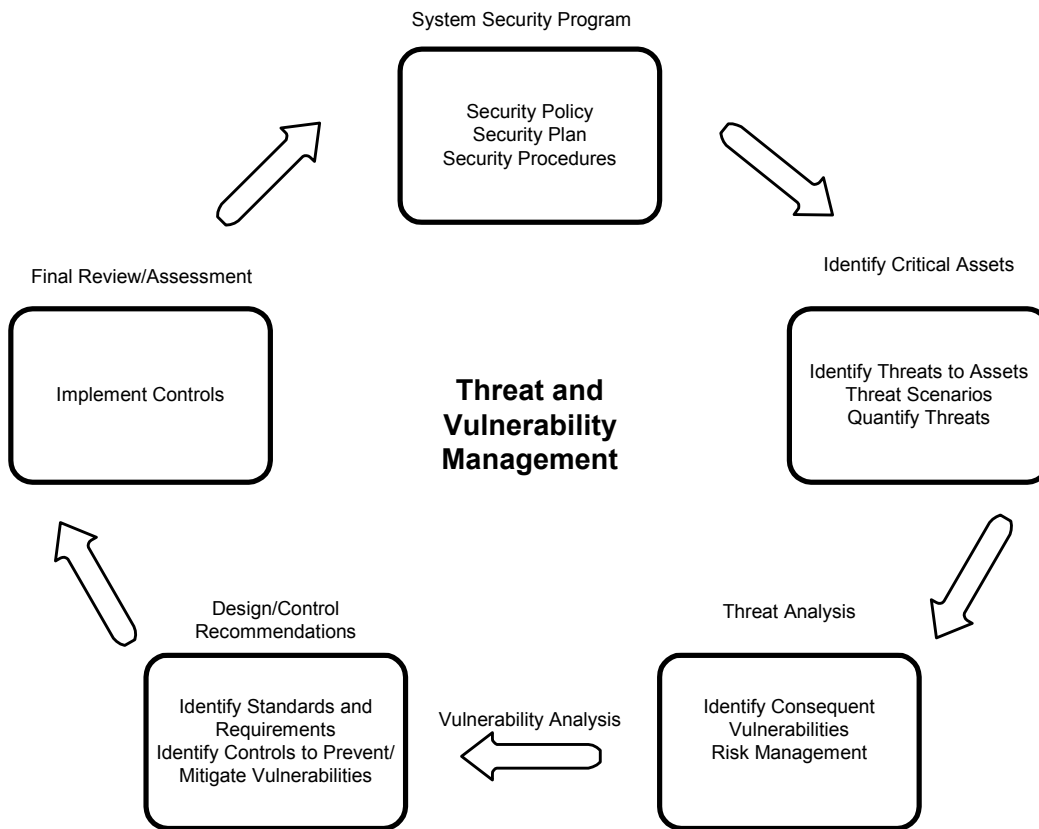 System Security Program
Security Policy
Security Plan
Security Procedures
Identify Critical Assets
Identify Threats to Assets
Threat Scenarios
Quantify Threats
Threat Analysis
Identify Consequent
Vulnerabilities
Risk Management
Vulnerability Analysis
Design/Control
Recommendations
Identify Standards and
Requirements
Identify Controls to Prevent/
Mitigate Vulnerabilities
Final Review/Assessment
Implement Controls
Threat and
Vulnerability
Management